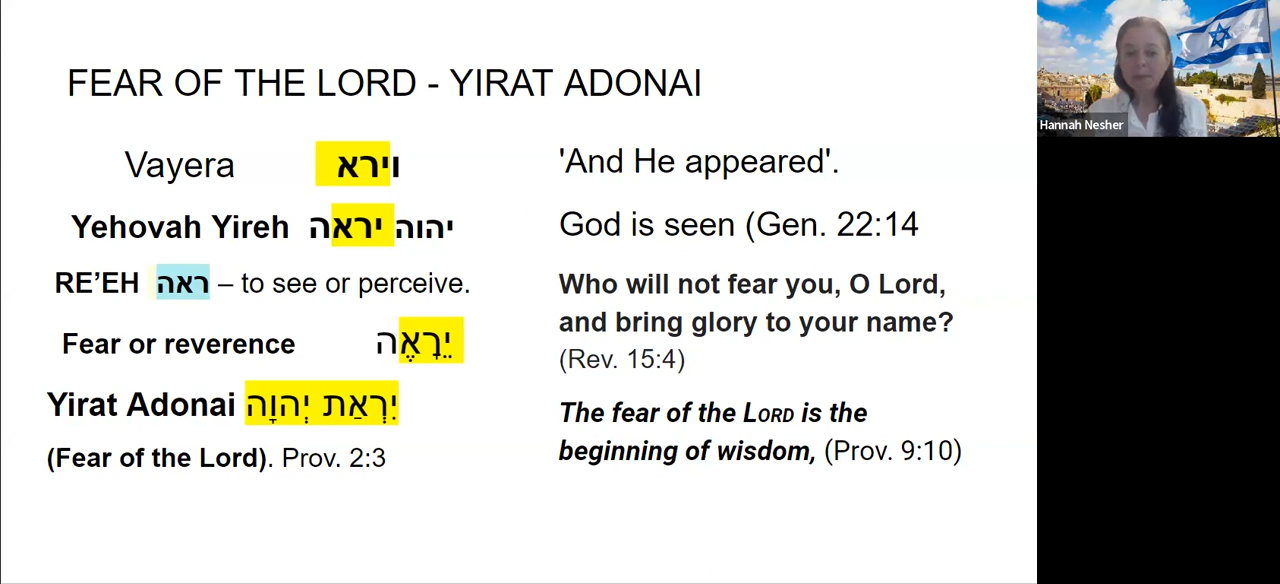 FEAR OF THE LORD - YIRAT ADONAI
Vayera וירא 'And He appeared'.
Yehovah Yireh יהוה יראה God is seen (Gen. 22:14
RE’EH ראה – to see or perceive.
Fear or reverence יֵרָאֶה
Yirat Adonai יִרְאַת יְהוָה
(Fear of the Lord). Prov. 2:3
Who will not fear you, O Lord,
and bring glory to your name?
(Rev. 15:4)
The fear of the LORD is the
beginning of wisdom, (Prov. 9:10)
Hannah Nesher